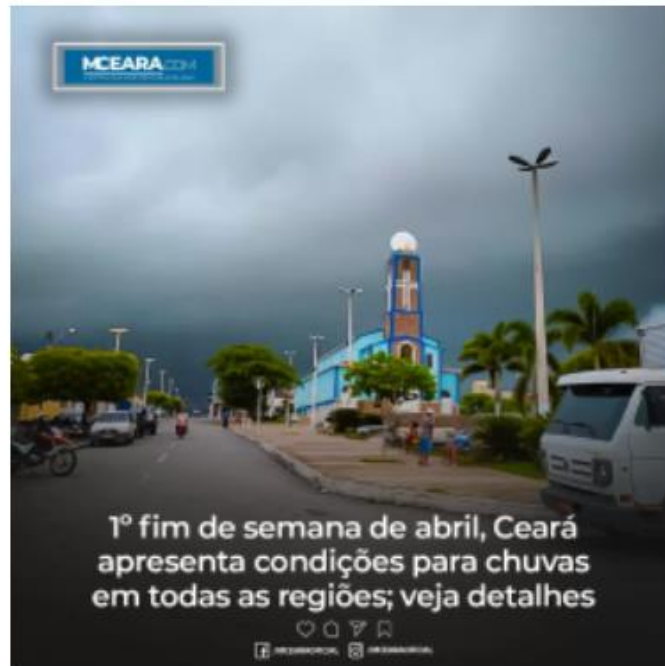 MCEARA.COM
1º fim de semana de abril, Ceará
apresenta condições para chuvas
em todas as regiões; veja detalhes